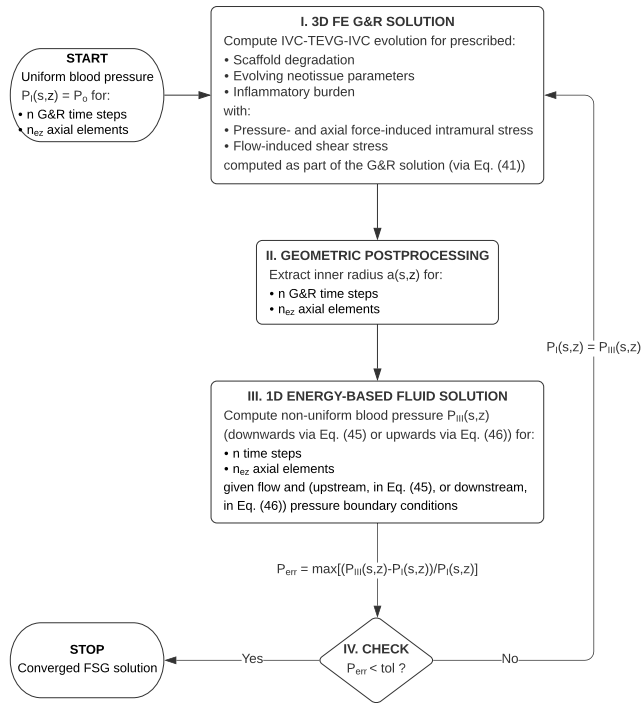 START
Uniform blood pressure
P_I(s,z) = P_o for:
• n G&R time steps
• n_ez axial elements
I. 3D FE G&R SOLUTION
Compute IVC-TEVG-IVC evolution for prescribed:
• Scaffold degradation
• Evolving neotissue parameters
• Inflammatory burden
with:
• Pressure- and axial force-induced intramural stress
• Flow-induced shear stress
computed as part of the G&R solution (via Eq. (41))
II. GEOMETRIC POSTPROCESSING
Extract inner radius a(s,z) for:
• n G&R time steps
• n_ez axial elements
P_I(s,z) = P_III(s,z)
III. 1D ENERGY-BASED FLUID SOLUTION
Compute non-uniform blood pressure P_III(s,z)
(downwards via Eq. (45) or upwards via Eq. (46)) for:
• n time steps
• n_ez axial elements
given flow and (upstream, in Eq. (45), or downstream,
in Eq. (46)) pressure boundary conditions
P_err = max[(P_III(s,z)-P_I(s,z))/P_I(s,z)]
IV. CHECK
P_err < tol ?
Yes
No
STOP
Converged FSG solution